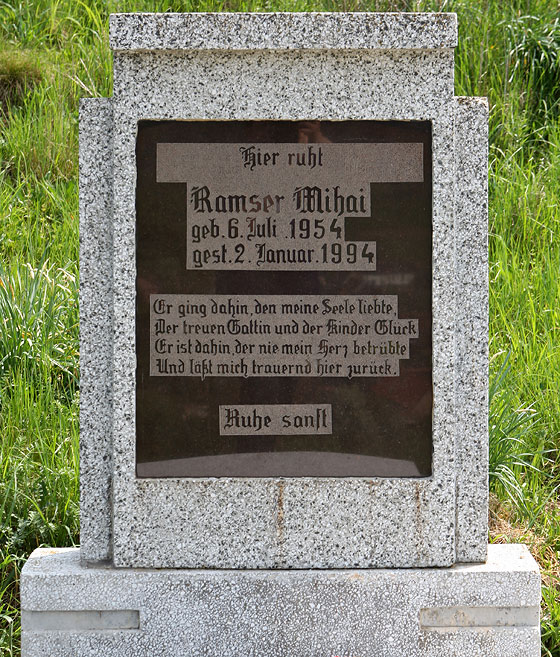 Hier ruht
Ramser Mihai
geb. 6. Juli . 1954
gest. 2. Januar. 1994
Er ging dahin, den meine Seele liebte,
Der treuen Gattin und der Kinder Glück
Er ist dahin, der nie mein Herz betrübte
Und läßt mich trauernd hier zurück.
Ruhe sanft